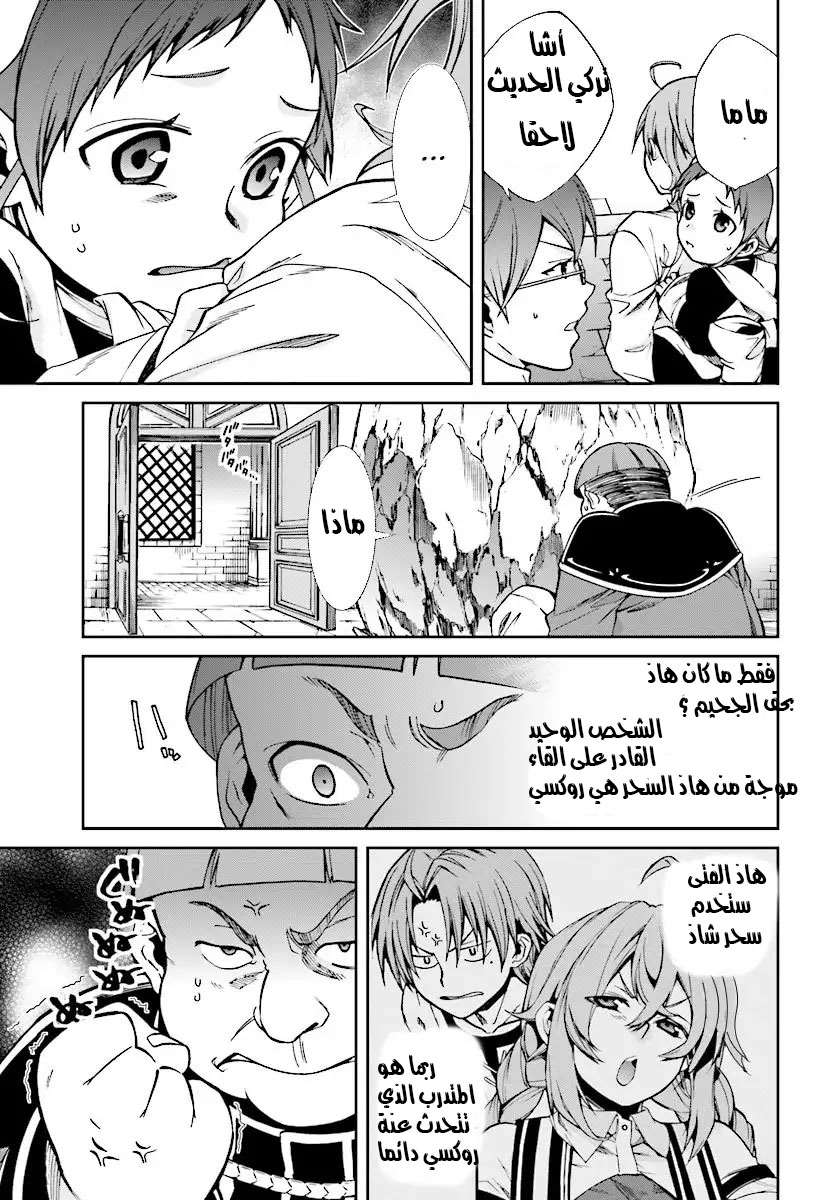 ماما
أشا
تركي الحديث
لاحقا
...
ماذا
فقط ما كان هاذ
بحق الجحيم ؟
الشخص الوحيد
القادر على القاء
موجة من هاذ السحر هي روكسي
هاذ الفتى
ستخدم
سحر شاذ
ربما هو
المتدرب الذي
تتحدث عنة
روكسي دائما